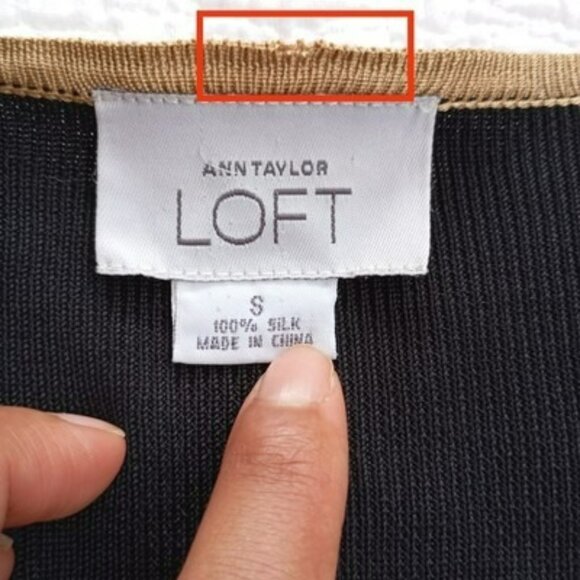 ANN TAYLOR
LOFT
S
100% SILK
MADE IN CHINA